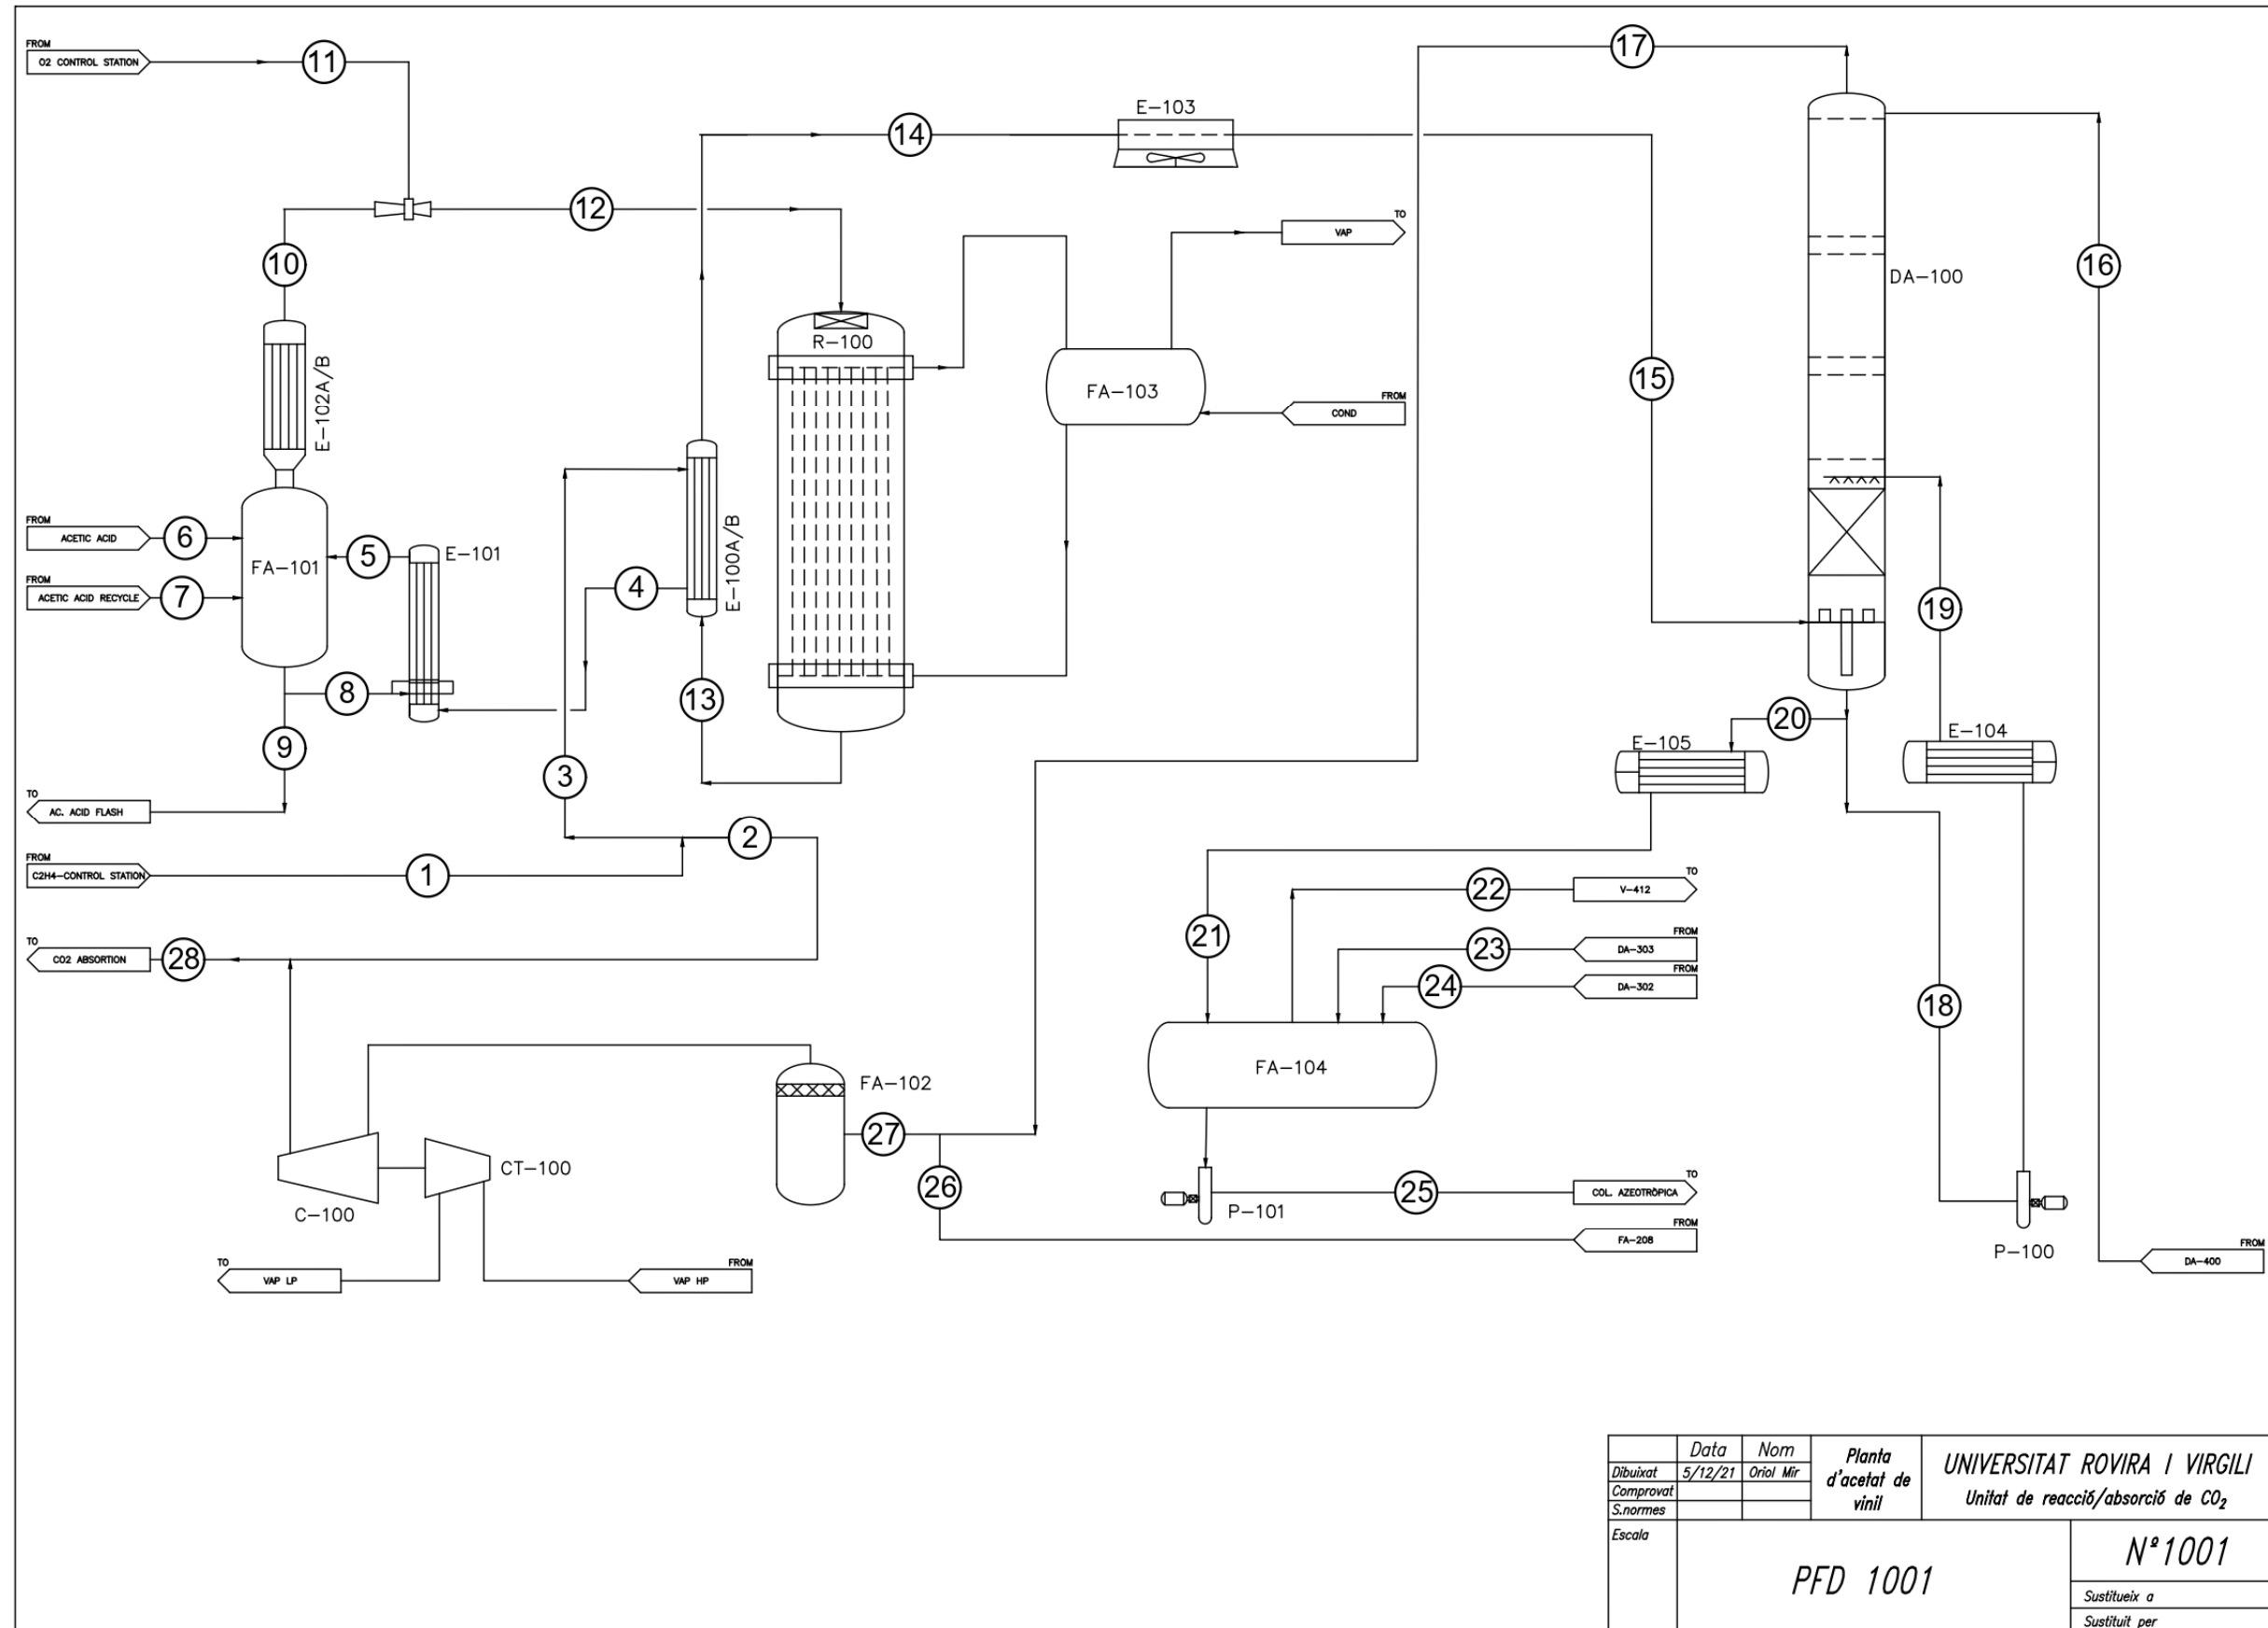 FROM
O2 CONTROL STATION
11
17
E-103
14
12
TO
VAP
16
10
DA-100
R-100
15
FA-103
FROM
COND
E-102A/B
FROM
ACETIC ACID
6
5
E-101
FA-101
E-100A/B
4
FROM
ACETIC ACID RECYCLE
7
19
8
13
20
9
E-105
E-104
3
TO
AC. ACID FLASH
2
FROM
C2H4-CONTROL STATION
1
22
TO
V-412
21
23
FROM
DA-303
TO
CO2 ABSORTION
28
24
FROM
DA-302
18
FA-104
FA-102
27
CT-100
26
25
TO
COL. AZEOTRÒPICA
C-100
P-101
FROM
FA-208
P-100
TO
VAP LP
FROM
VAP HP
FROM
DA-400
Data
Nom
Planta
d'acetat de
vinil
UNIVERSITAT ROVIRA I VIRGILI
Unitat de reacció/absorció de CO₂
Dibuixat
5/12/21
Oriol Mir
Comprovat
S.normes
Escala
PFD 1001
Nº1001
Sustitueix a
Sustituit per